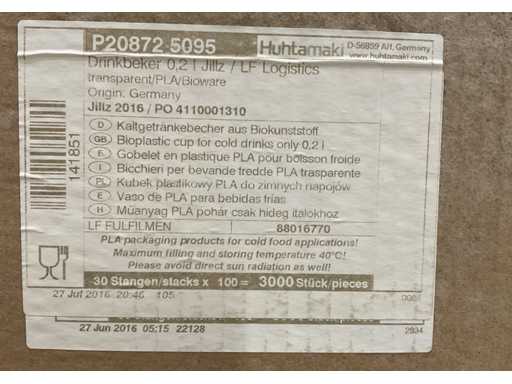 P20872 5095
Huhtamaki
D-56859 Alf, Germany
www.huhtamaki.com
Drinkbeker 0,2 l Jillz / LF Logistics
transparent/PLA/Bioware
Origin: Germany
Jillz 2016 / PO 4110001310
D Kaltgetränkebecher aus Biokunststoff
GB Bioplastic cup for cold drinks only 0,2 l
F Gobelet en plastique PLA pour boisson froide
I Bicchieri per bevande fredde PLA trasparente
PL Kubek plastikowy PLA do zimnych napojów
E Vaso de PLA para bebidas frías
H Műanyag PLA pohár csak hideg italokhoz
141851
LF FULFILMEN 88016770
PLA packaging products for cold food applications!
Maximum filling and storing temperature 40°C!
Please avoid direct sun radiation as well!
30 Stangen/stacks x 100= 3000 Stück/pieces
27 Jul 2016 20:46 105
27 Jun 2016 05:15 22128
2834